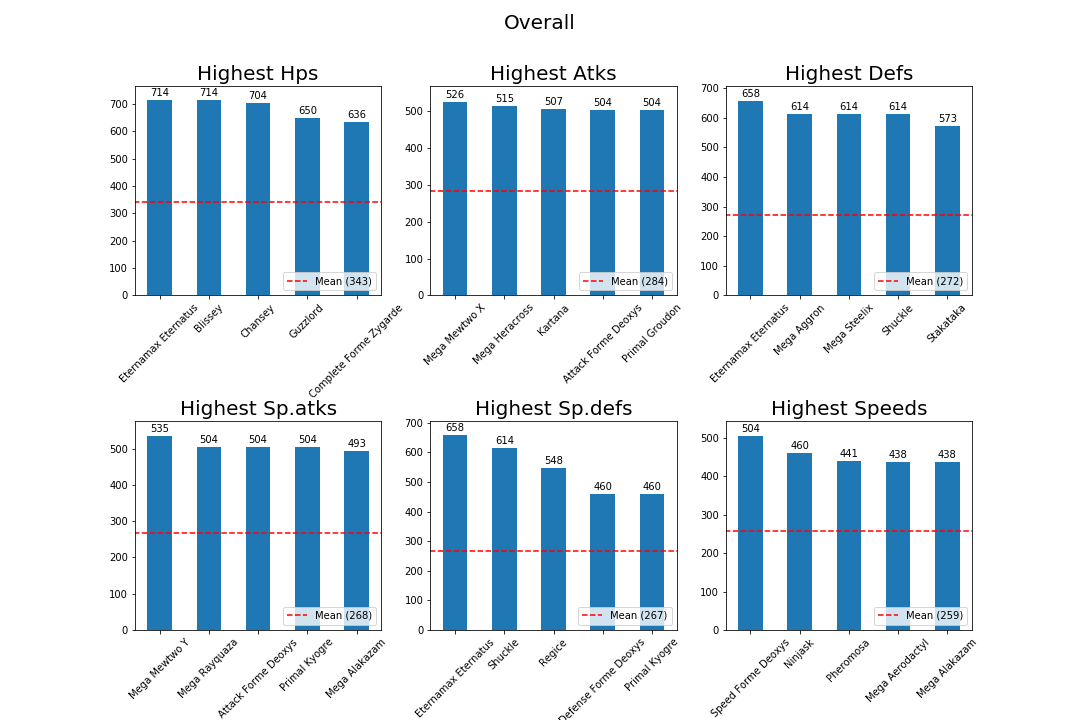 Overall
Highest Hps
714 714 704 650 636
700
600
500
400
300
200
100
0
Mean (343)
Eternamax Eternatus
Blissey
Chansey
Guzzlord
Complete Forme Zygarde
Highest Atks
526 515 507 504 504
500
400
300
200
100
0
Mean (284)
Mega Mewtwo X
Mega Heracross
Kartana
Attack Forme Deoxys
Primal Groudon
Highest Defs
658 614 614 614 573
700
600
500
400
300
200
100
0
Mean (272)
Eternamax Eternatus
Mega Aggron
Mega Steelix
Shuckle
Stakataka
Highest Sp.atks
535 504 504 504 493
500
400
300
200
100
0
Mean (268)
Mega Mewtwo Y
Mega Rayquaza
Attack Forme Deoxys
Primal Kyogre
Mega Alakazam
Highest Sp.defs
658 614 548 460 460
700
600
500
400
300
200
100
0
Mean (267)
Eternamax Eternatus
Shuckle
Regice
Defense Forme Deoxys
Primal Kyogre
Highest Speeds
504 460 441 438 438
500
400
300
200
100
0
Mean (259)
Speed Forme Deoxys
Ninjask
Pheromosa
Mega Aerodactyl
Mega Alakazam